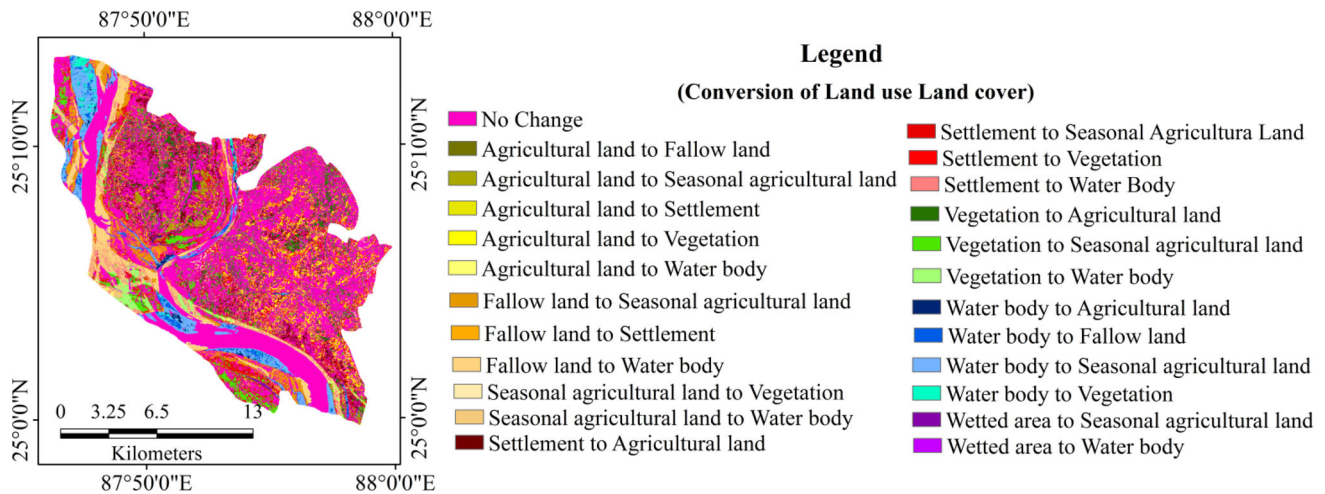 87°50'0"E
88°0'0"E
25°10'0"N
25°10'0"N
25°0'0"N
25°0'0"N
0 3.25 6.5 13
Kilometers
87°50'0"E
88°0'0"E
Legend
(Conversion of Land use Land cover)
No Change
Agricultural land to Fallow land
Agricultural land to Seasonal agricultural land
Agricultural land to Settlement
Agricultural land to Vegetation
Agricultural land to Water body
Fallow land to Seasonal agricultural land
Fallow land to Settlement
Fallow land to Water body
Seasonal agricultural land to Vegetation
Seasonal agricultural land to Water body
Settlement to Agricultural land
Settlement to Seasonal Agricultura Land
Settlement to Vegetation
Settlement to Water Body
Vegetation to Agricultural land
Vegetation to Seasonal agricultural land
Vegetation to Water body
Water body to Agricultural land
Water body to Fallow land
Water body to Seasonal agricultural land
Water body to Vegetation
Wetted area to Seasonal agricultural land
Wetted area to Water body